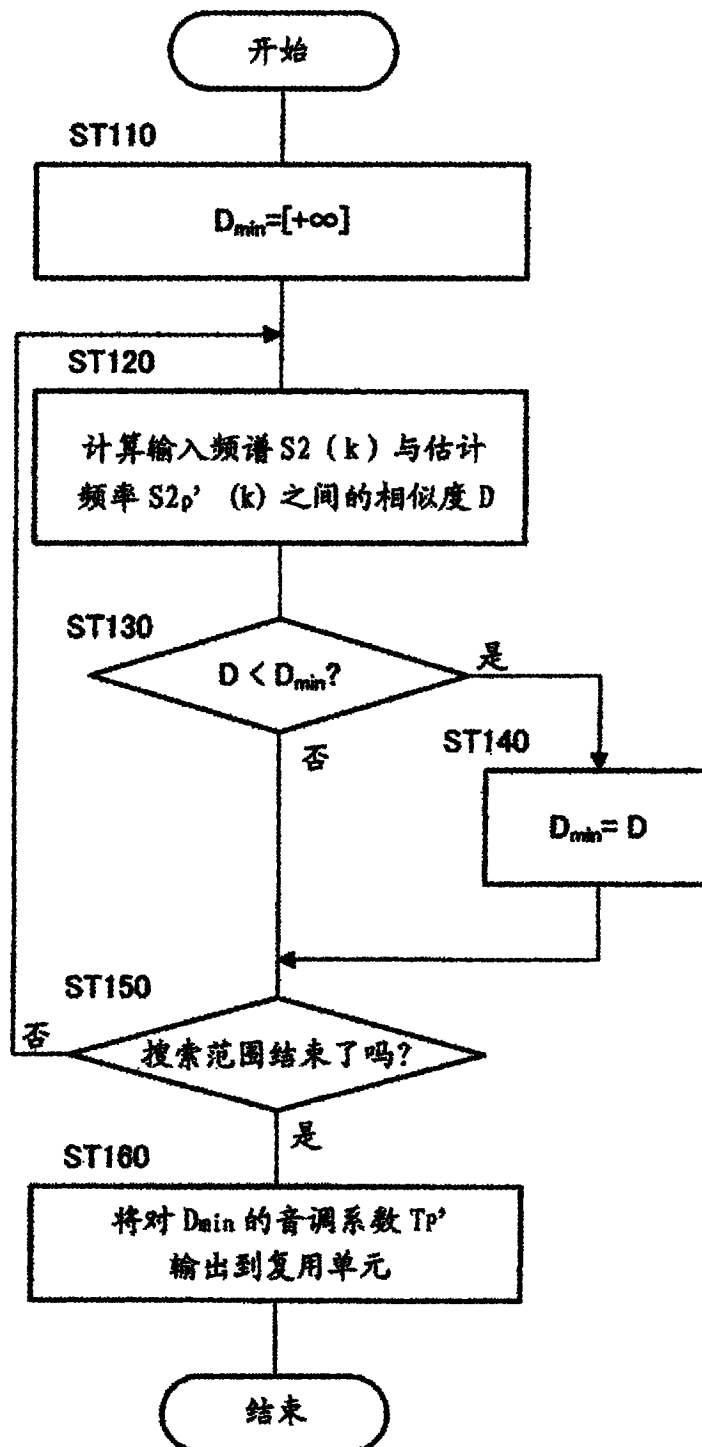 开始
ST110
Dmin=[+∞]
ST120
计算输入频谱 S2 (k) 与估计
频率 S2p' (k) 之间的相似度 D
ST130
D < Dmin?
是
否
ST140
Dmin= D
ST150
否
搜索范围结束了吗?
是
ST160
将对 Dmin 的音调系数 Tp'
输出到复用单元
结束